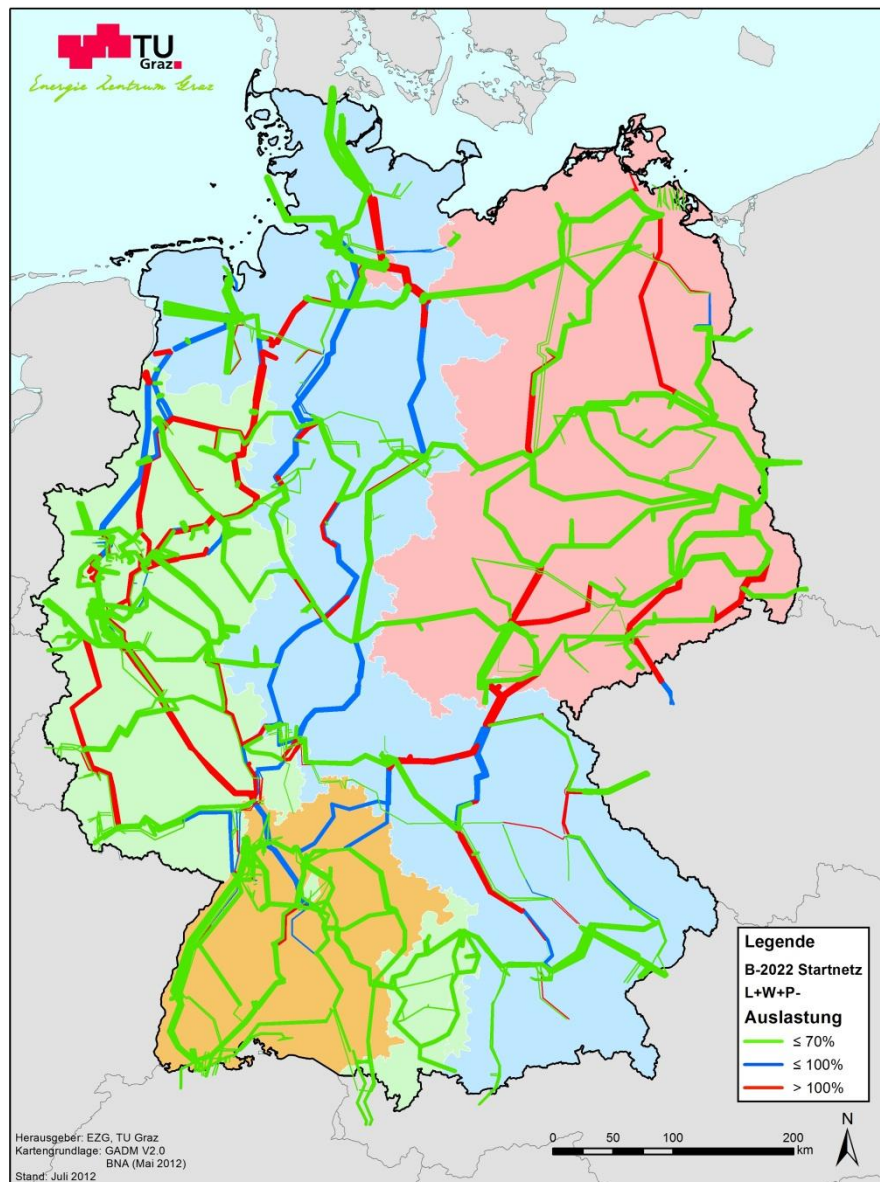 TU
Graz
Energie Zentrum Graz
Legende
B-2022 Startnetz
L+W+P-
Auslastung
≤ 70%
≤ 100%
> 100%
Herausgeber: EZG, TU Graz
Kartengrundlage: GADM V2.0
BNA (Mai 2012)
Stand: Juli 2012
0 50 100 200
km
N